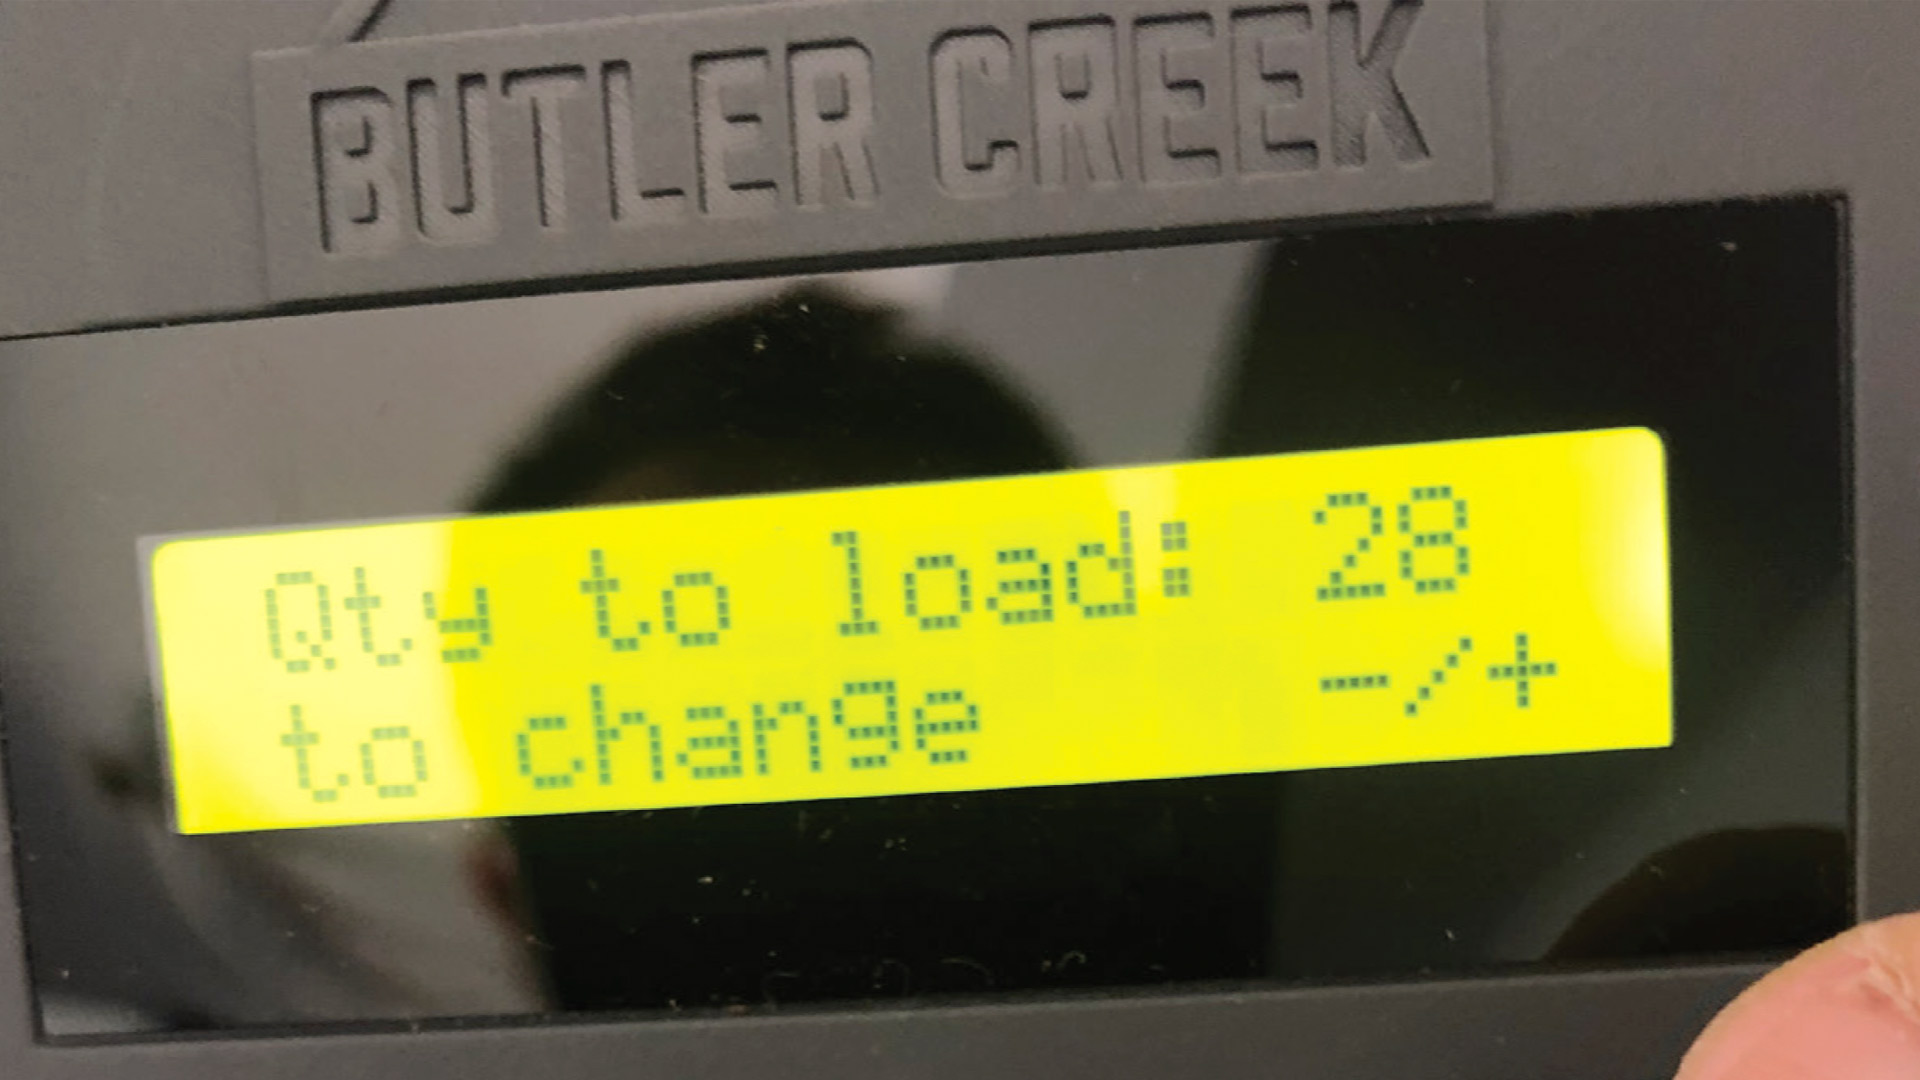 BUTLER CREEK
Qty to load: 28
to change -/+